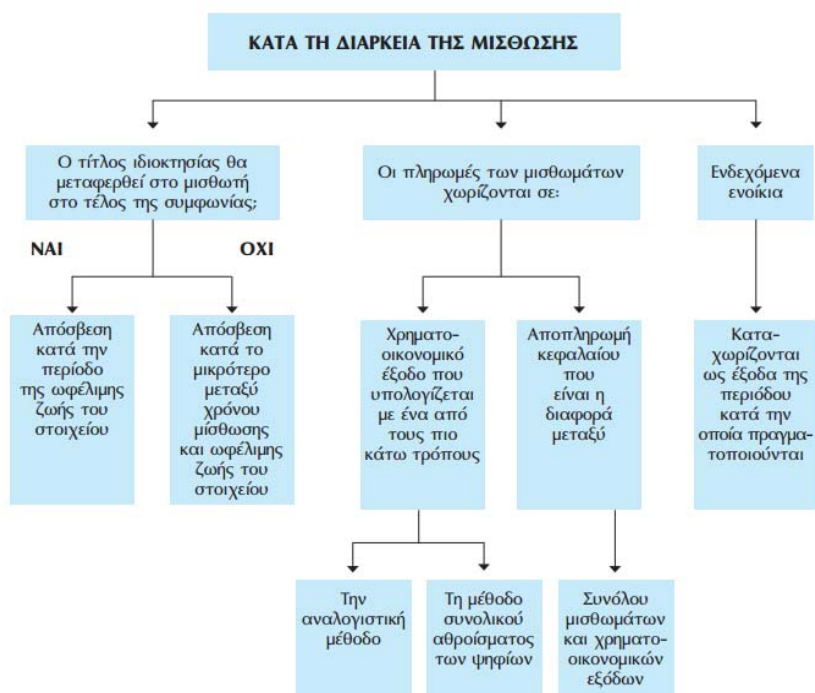 ΚΑΤΑ ΤΗ ΔΙΑΡΚΕΙΑ ΤΗΣ ΜΙΣΘΩΣΗΣ
Ο τίτλος ιδιοκτησίας θα
μεταφερθεί στο μισθωτή
στο τέλος της συμφωνίας;
Οι πληρωμές των μισθωμάτων
χωρίζονται σε:
Ενδεχόμενα
ενοίκια
ΝΑΙ
ΟΧΙ
Απόσβεση
κατά την
περίοδο
της ωφέλιμης
ζωής του
στοιχείου
Απόσβεση
κατά το
μικρότερο
μεταξύ
χρόνου
μίσθωσης
και ωφέλιμης
ζωής του
στοιχείου
Χρηματο-
οικονομικό
έξοδο που
υπολογίζεται
με ένα από
τους πιο
κάτω τρόπους
Αποπληρωμή
κεφαλαίου
που
είναι η
διαφορά
μεταξύ
Κατα-
χωρίζονται
ως έξοδα της
περιόδου
κατά την
οποία πραγμα-
τοποιούνται
Την
αναλογιστική
μέθοδο
Τη μέθοδο
συνολικού
αθροίσματος
των ψηφίων
Συνόλου
μισθωμάτων
και χρηματο-
οικονομικών
εξόδων